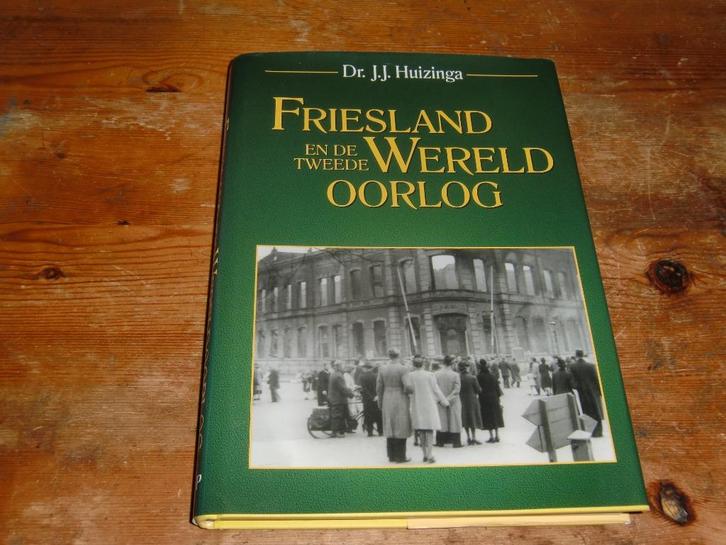 Dr. J.J. Huizinga
FRIESLAND
EN DE
TWEEDE WERELD
OORLOG